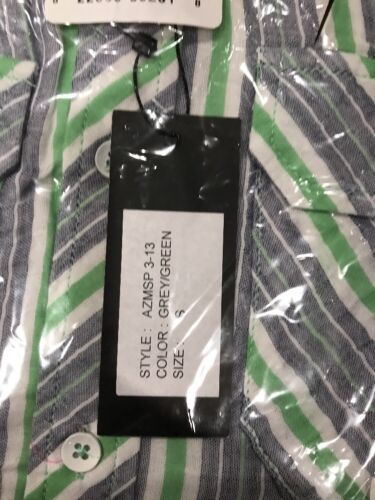 STYLE : AZMSP 3-13
COLOR : GREY/GREEN
SIZE : S